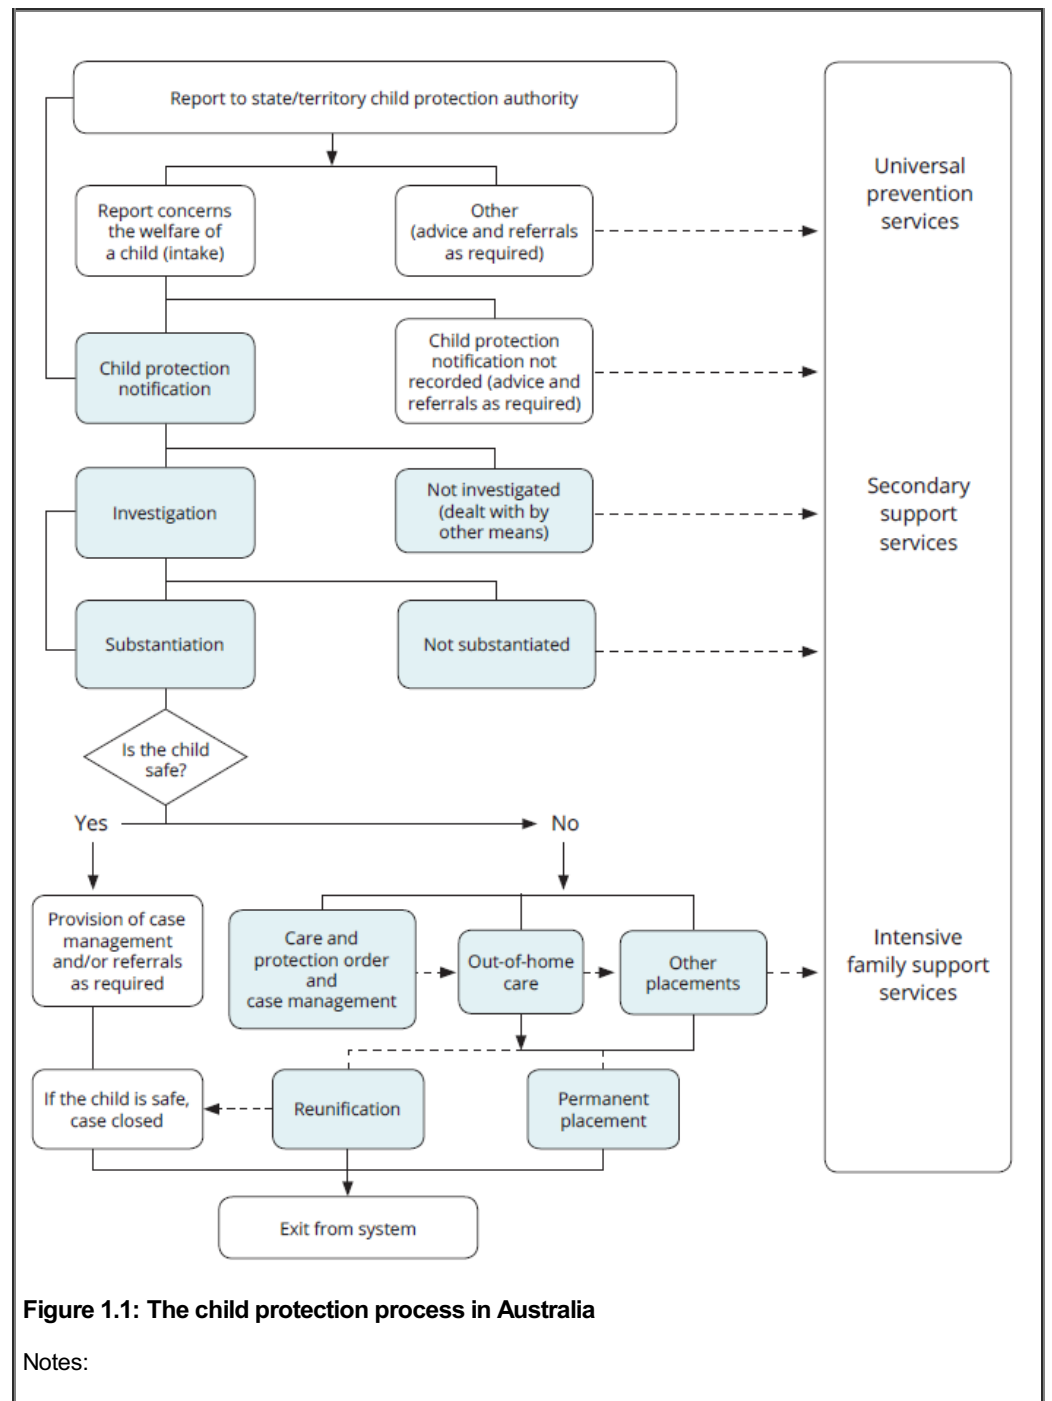 Report to state/territory child protection authority
Report concerns
the welfare of
a child (intake)
Other
(advice and referrals
as required)
Universal
prevention
services
Child protection
notification
Child protection
notification not
recorded (advice and
referrals as required)
Investigation
Not investigated
(dealt with by
other means)
Secondary
support
services
Substantiation
Not substantiated
Is the child
safe?
Yes
No
Provision of case
management
and/or referrals
as required
Care and
protection order
and
case management
Out-of-home
care
Other
placements
Intensive
family support
services
If the child is safe,
case closed
Reunification
Permanent
placement
Exit from system
Figure 1.1: The child protection process in Australia
Notes: